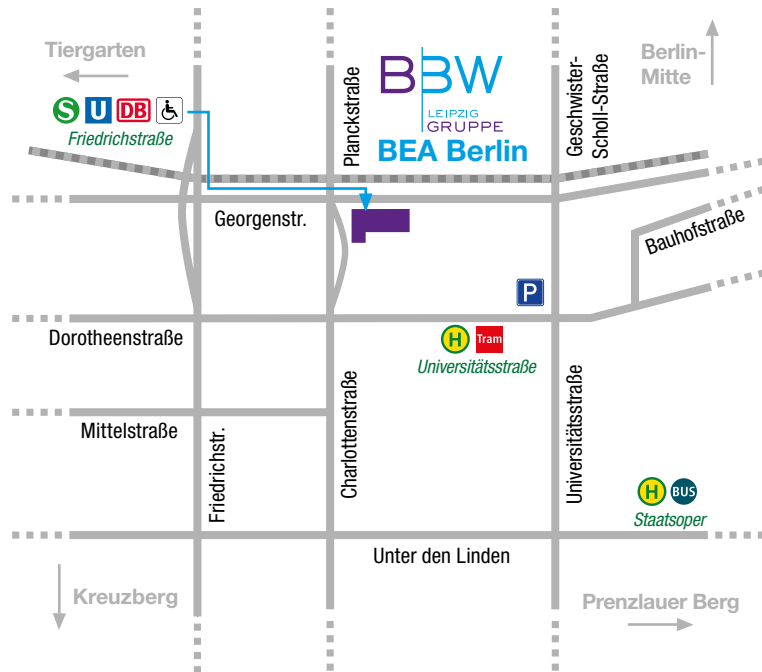 Tiergarten
S U DB
Friedrichstraße
Planckstraße
BBW
LEIPZIG
GRUPPE
BEA Berlin
Geschwister-
Scholl-Straße
Berlin-
Mitte
Georgenstr.
Bauhofstraße
P
Dorotheenstraße
H Tram
Universitätsstraße
Mittelstraße
Friedrichstr.
Charlottenstraße
Universitätsstraße
H BUS
Staatsoper
Unter den Linden
Kreuzberg
Prenzlauer Berg